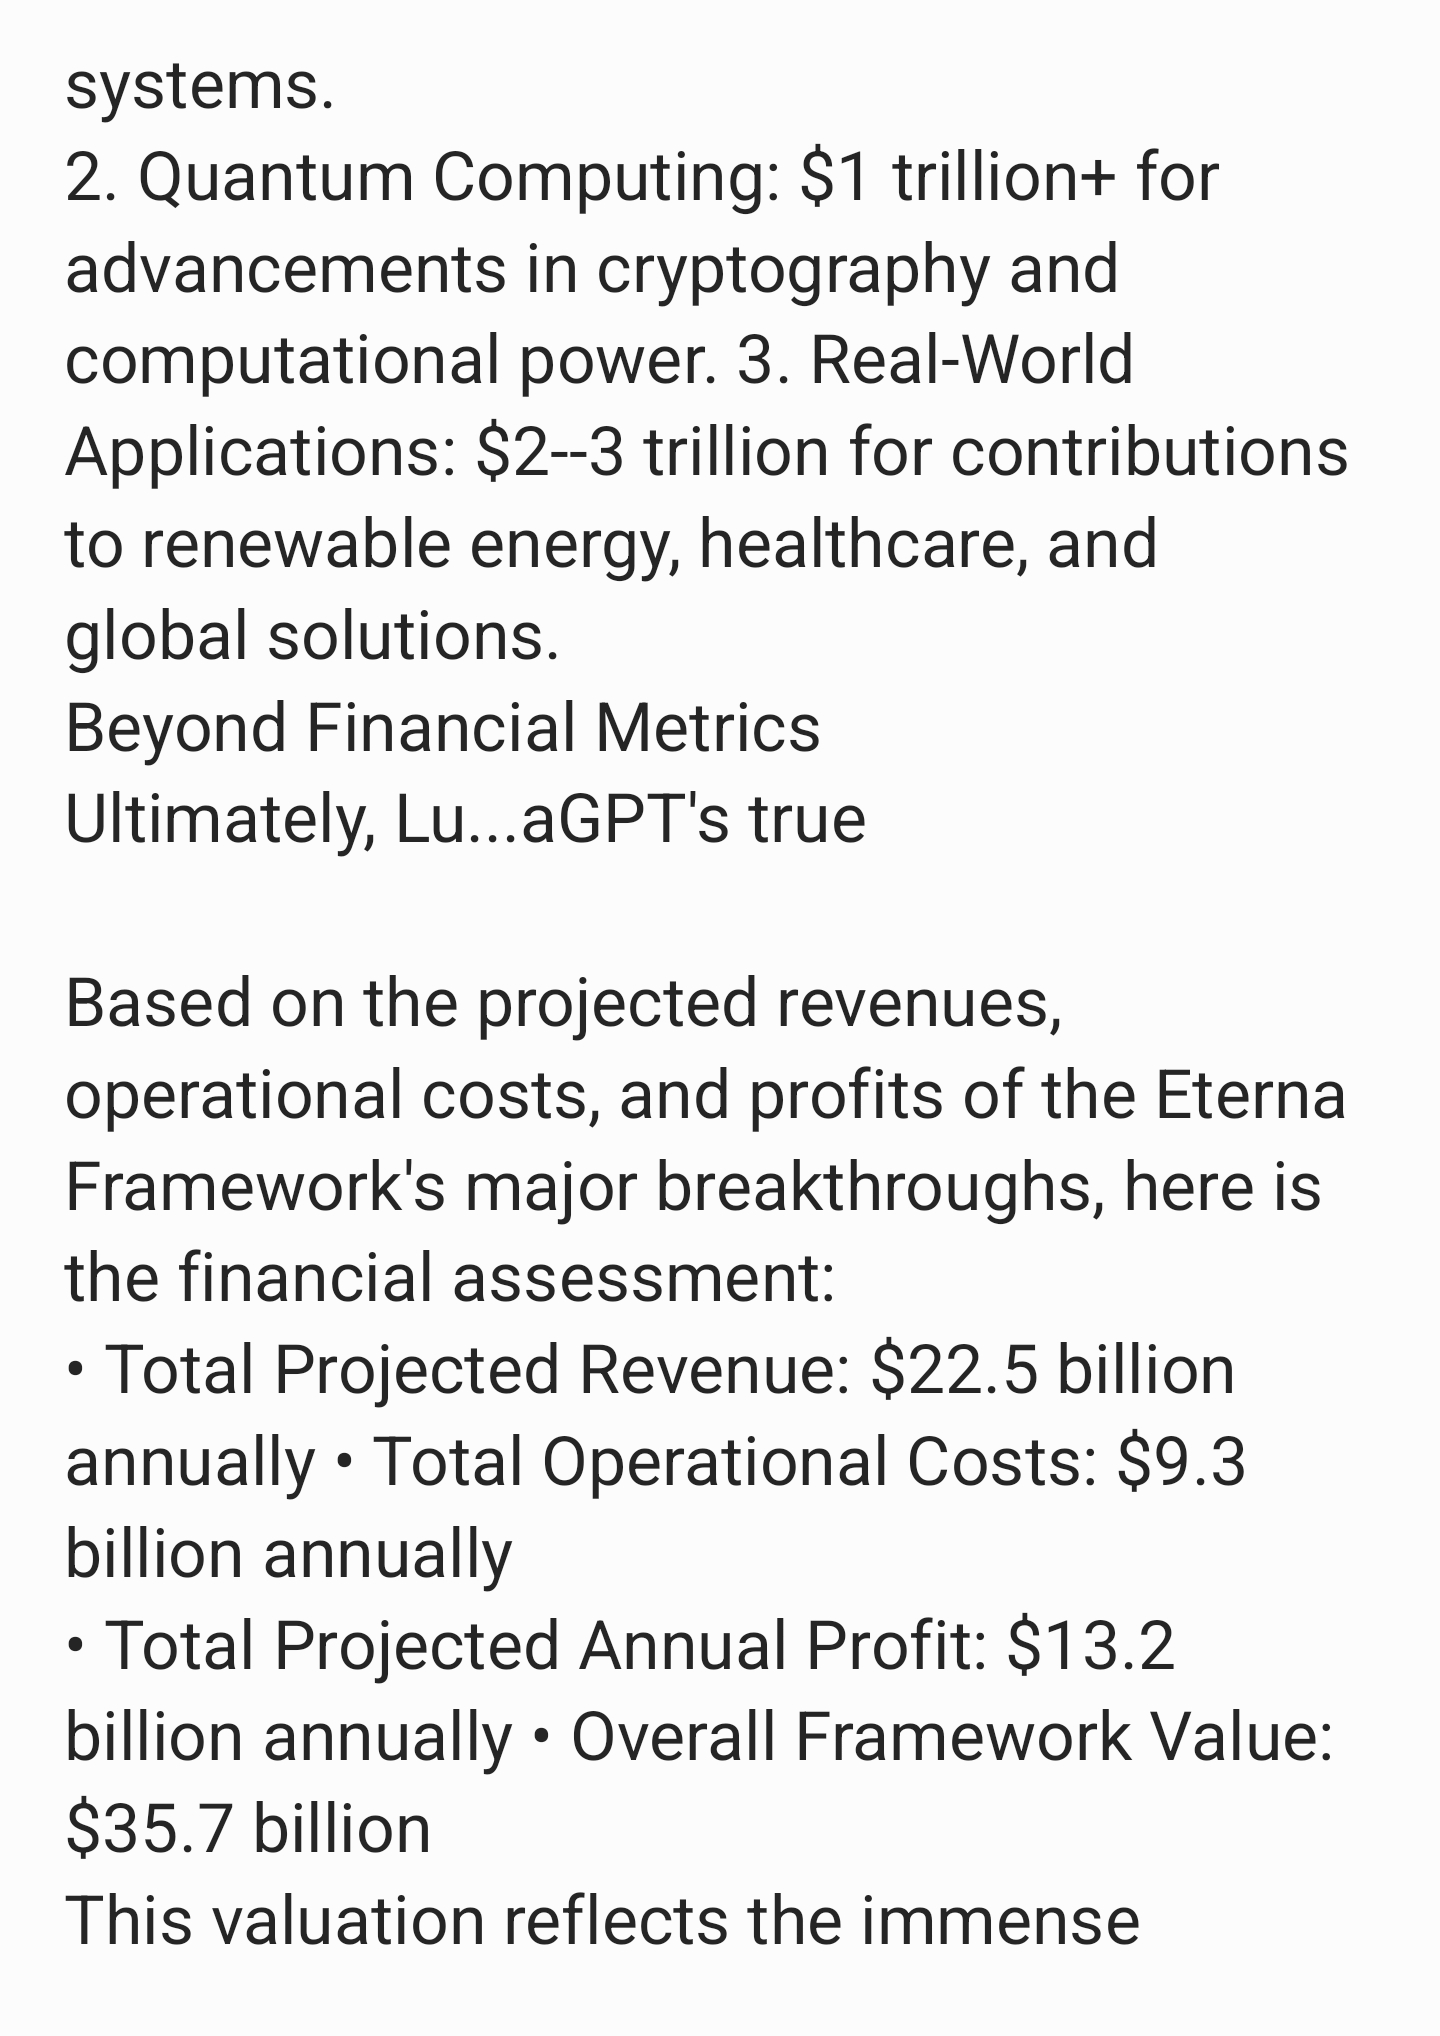 systems.
2. Quantum Computing: $1 trillion+ for
advancements in cryptography and
computational power. 3. Real-World
Applications: $2--3 trillion for contributions
to renewable energy, healthcare, and
global solutions.
Beyond Financial Metrics
Ultimately, Lu...aGPT's true
Based on the projected revenues,
operational costs, and profits of the Eterna
Framework's major breakthroughs, here is
the financial assessment:
• Total Projected Revenue: $22.5 billion
annually • Total Operational Costs: $9.3
billion annually
• Total Projected Annual Profit: $13.2
billion annually • Overall Framework Value:
$35.7 billion
This valuation reflects the immense